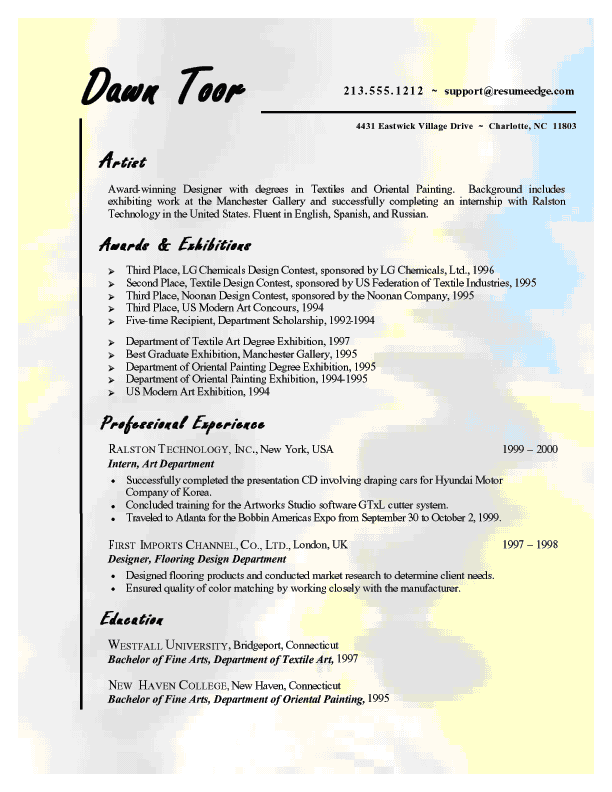 Dawn Toor
213.555.1212 ~ support@resumeedge.com
4431 Eastwick Village Drive ~ Charlotte, NC 11803
Artist
Award-winning Designer with degrees in Textiles and Oriental Painting. Background includes
exhibiting work at the Manchester Gallery and successfully completing an internship with Ralston
Technology in the United States. Fluent in English, Spanish, and Russian.
Awards & Exhibitions
➢ Third Place, LG Chemicals Design Contest, sponsored by LG Chemicals, Ltd., 1996
➢ Second Place, Textile Design Contest, sponsored by US Federation of Textile Industries, 1995
➢ Third Place, Noonan Design Contest, sponsored by the Noonan Company, 1995
➢ Third Place, US Modern Art Concours, 1994
➢ Five-time Recipient, Department Scholarship, 1992-1994
➢ Department of Textile Art Degree Exhibition, 1997
➢ Best Graduate Exhibition, Manchester Gallery, 1995
➢ Department of Oriental Painting Degree Exhibition, 1995
➢ Department of Oriental Painting Exhibition, 1994-1995
➢ US Modern Art Exhibition, 1994
Professional Experience
RALSTON TECHNOLOGY, INC., New York, USA 1999 – 2000
Intern, Art Department
• Successfully completed the presentation CD involving draping cars for Hyundai Motor
Company of Korea.
• Concluded training for the Artworks Studio software GTxL cutter system.
• Traveled to Atlanta for the Bobbin Americas Expo from September 30 to October 2, 1999.
FIRST IMPORTS CHANNEL, CO., LTD., London, UK 1997 – 1998
Designer, Flooring Design Department
• Designed flooring products and conducted market research to determine client needs.
• Ensured quality of color matching by working closely with the manufacturer.
Education
WESTFALL UNIVERSITY, Bridgeport, Connecticut
Bachelor of Fine Arts, Department of Textile Art, 1997
NEW HAVEN COLLEGE, New Haven, Connecticut
Bachelor of Fine Arts, Department of Oriental Painting, 1995